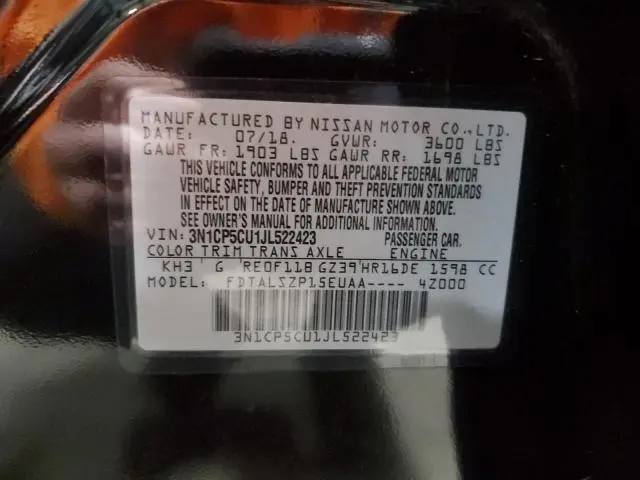 MANUFACTURED BY NISSAN MOTOR CO.,LTD.
DATE: 07/18. GVWR: 3600 LBS
GAWR FR: 1903 LBS GAWR RR: 1698 LBS
THIS VEHICLE CONFORMS TO ALL APPLICABLE FEDERAL MOTOR
VEHICLE SAFETY, BUMPER AND THEFT PREVENTION STANDARDS
IN EFFECT ON THE DATE OF MANUFACTURE SHOWN ABOVE.
SEE OWNER'S MANUAL FOR ADDITIONAL INFORMATION.
VIN: 3N1CP5CU1JL522423 PASSENGER CAR.
COLOR TRIM TRANS AXLE ENGINE
KH3 G RE0F11B GZ39 HR16DE 1598 CC
MODEL: FDTALSZP15EUAA---- 4Z000
3N1CP5CU1JL522423